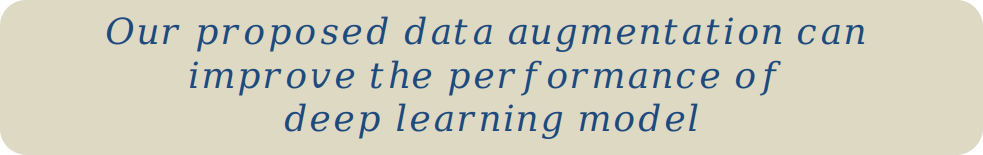 Our proposed data augmentation can
improve the performance of
deep learning model